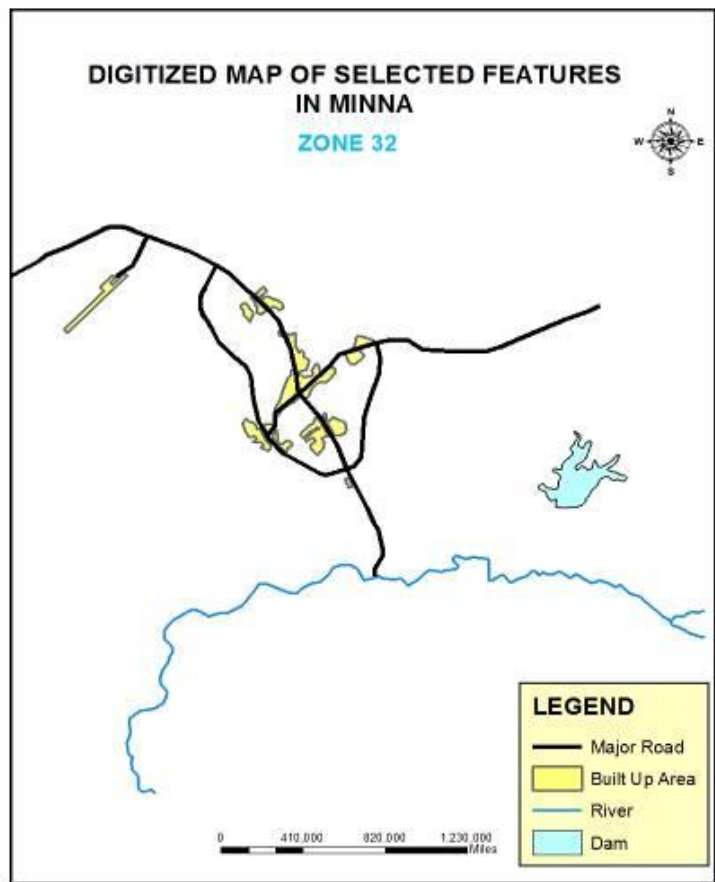 DIGITIZED MAP OF SELECTED FEATURES
IN MINNA
ZONE 32
N
W E
S
LEGEND
Major Road
Built Up Area
River
Dam
0 410,000 820,000 1,230,000
Miles